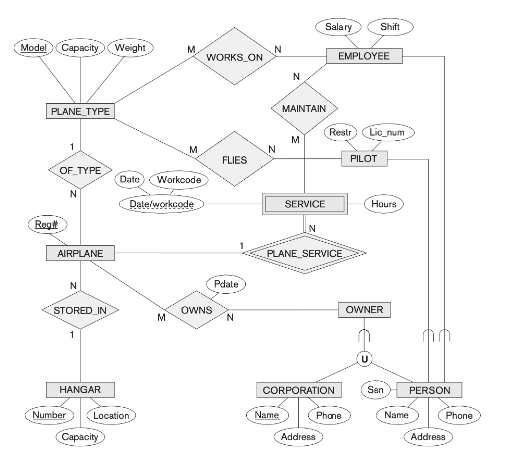 Salary
Shift
Model
Capacity
Weight
M
N
EMPLOYEE
WORKS_ON
N
PLANE_TYPE
MAINTAIN
Restr
Lic_num
M
1
M
N
PILOT
FLIES
OF_TYPE
Date
Workcode
N
Date/workcode
SERVICE
Hours
Reg#
N
1
AIRPLANE
PLANE_SERVICE
Pdate
N
STORED_IN
OWNS
OWNER
M
N
1
U
HANGAR
CORPORATION
Ssn
PERSON
Number
Location
Name
Phone
Name
Phone
Capacity
Address
Address